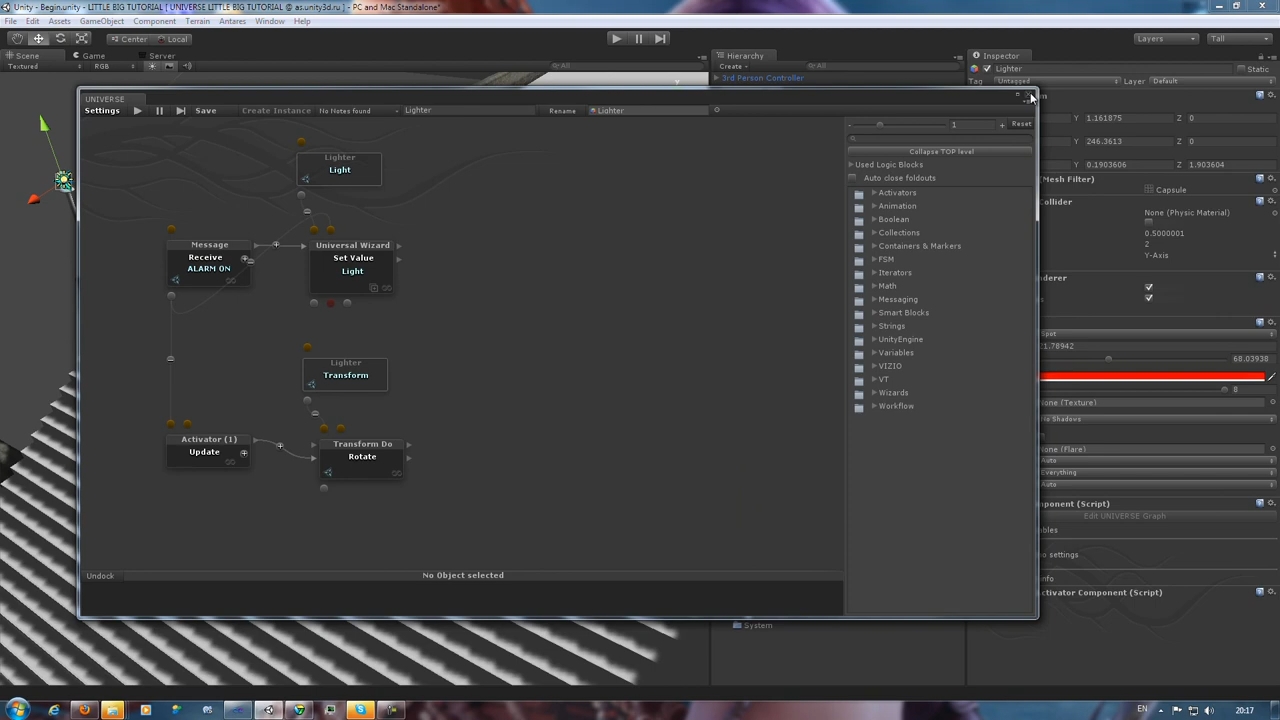 Unity - Begin.unity - LITTLE BIG TUTORIAL [ UNIVERSE LITTLE BIG TUTORIAL @ as.unity3d.ru ] - PC and Mac Standalone*
File Edit Assets GameObject Component Terrain Antares Window Help
Center Local Layers Tall
Scene Game Server Hierarchy Inspector
Textured RGB All Create All Lighter Static
3rd Person Controller Tag Untagged Layer Default
UNIVERSE
Settings Save Create Instance No Notes found Lighter Rename Lighter
Y 1.161875 Z 0
1 Reset
Y 246.3613 Z 0
Collapse TOP level
Used Logic Blocks
Y 0.1903606 Z 1.903604
Auto close foldouts
(Mesh Filter)
Capsule
Activators
Animation
Boolean
Collections
Containers & Markers
FSM
Iterators
Math
Messaging
Smart Blocks
Strings
UnityEngine
Variables
VIZIO
VT
Wizards
Workflow
Lighter
Light
Message
Receive
ALARM ON
Universal Wizard
Set Value
Light
Lighter
Transform
Activator (1)
Update
Transform Do
Rotate
Undock No Object selected
Collider
None (Physic Material)
0.5000001
2
Y-Axis
Spot
21.78942
68.03938
8
None (Texture)
None (Flare)
Auto
Everything
Auto
Edit UNIVERSE Graph
Activator Component (Script)
System
EN 20:17